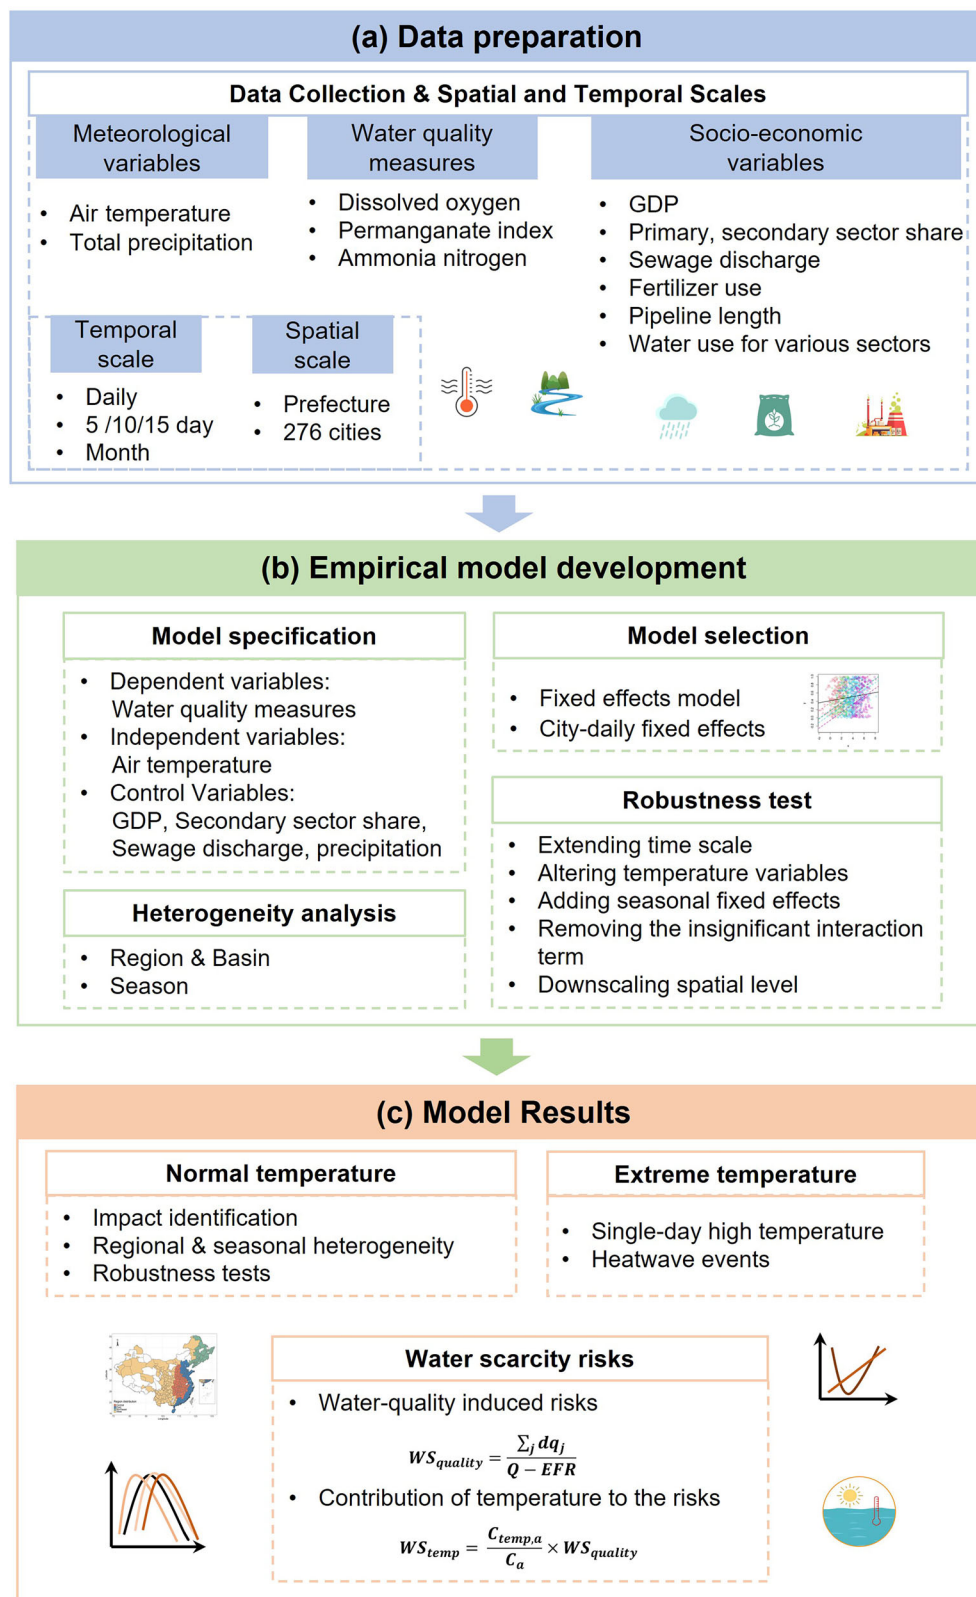 (a) Data preparation
Data Collection & Spatial and Temporal Scales
Meteorological
variables
• Air temperature
• Total precipitation
Water quality
measures
• Dissolved oxygen
• Permanganate index
• Ammonia nitrogen
Socio-economic
variables
• GDP
• Primary, secondary sector share
• Sewage discharge
• Fertilizer use
• Pipeline length
• Water use for various sectors
Temporal
scale
• Daily
• 5 /10/15 day
• Month
Spatial
scale
• Prefecture
• 276 cities
(b) Empirical model development
Model specification
• Dependent variables:
Water quality measures
• Independent variables:
Air temperature
• Control Variables:
GDP, Secondary sector share,
Sewage discharge, precipitation
Heterogeneity analysis
• Region & Basin
• Season
Model selection
• Fixed effects model
• City-daily fixed effects
Robustness test
• Extending time scale
• Altering temperature variables
• Adding seasonal fixed effects
• Removing the insignificant interaction
term
• Downscaling spatial level
(c) Model Results
Normal temperature
• Impact identification
• Regional & seasonal heterogeneity
• Robustness tests
Extreme temperature
• Single-day high temperature
• Heatwave events
Water scarcity risks
• Water-quality induced risks
WS_quality = ∑_j dq_j / (Q − EFR)
• Contribution of temperature to the risks
WS_temp = C_temp,a / C_a × WS_quality